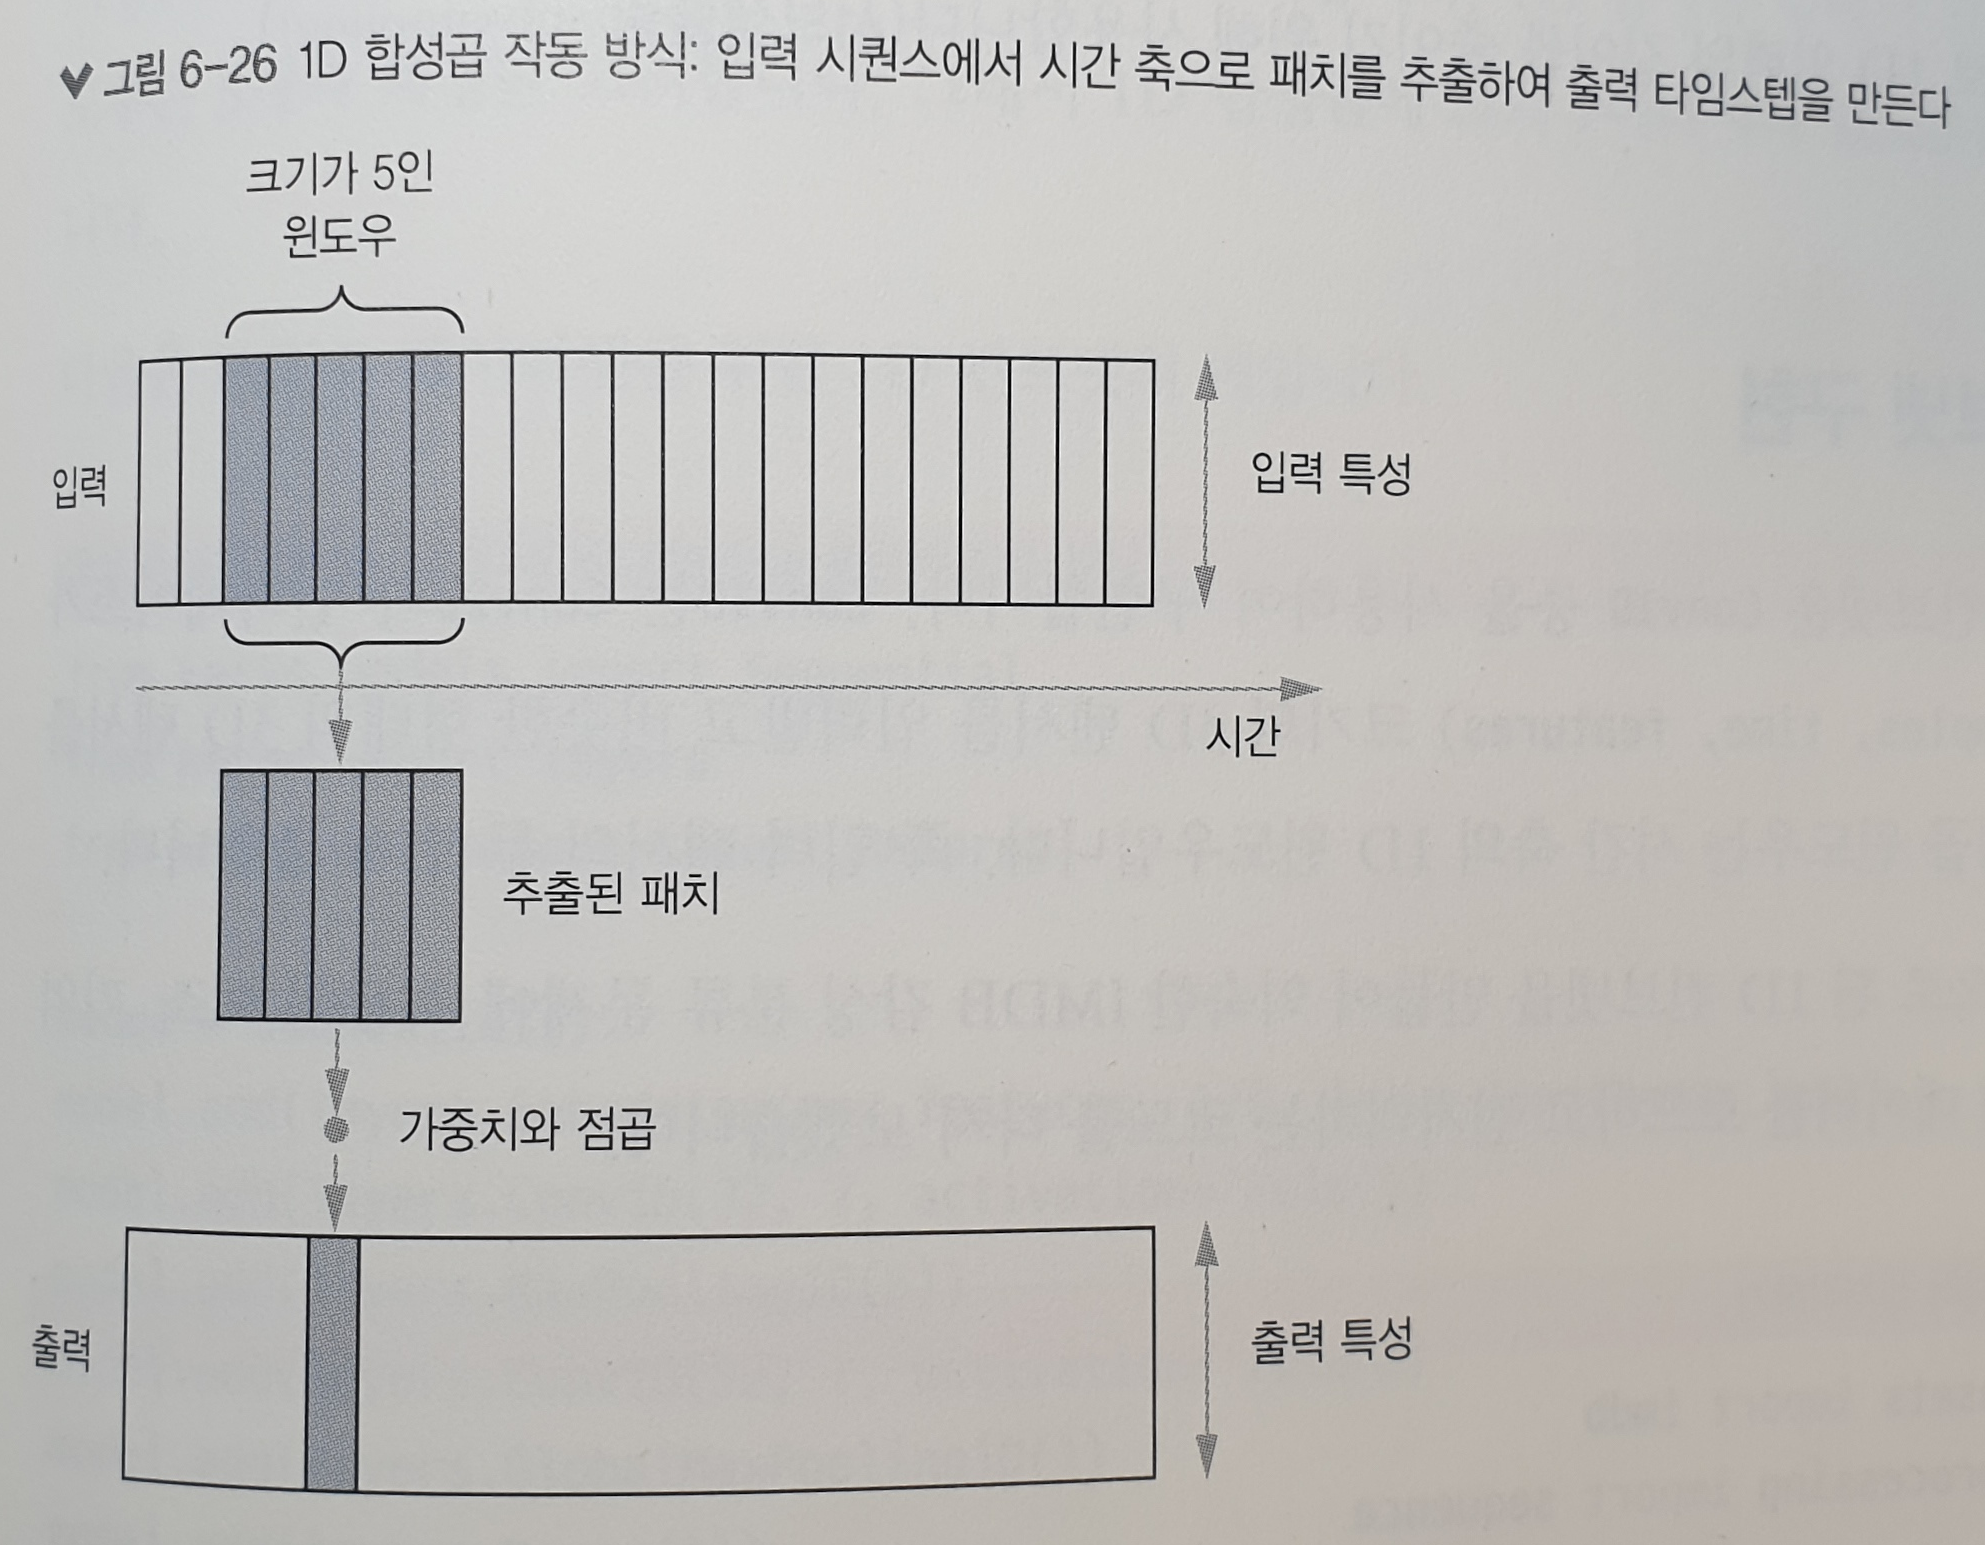 그림 6-26 1D 합성곱 작동 방식: 입력 시퀀스에서 시간 축으로 패치를 추출하여 출력 타임스텝을 만든다
크기가 5인
윈도우
입력
입력 특성
시간
추출된 패치
가중치와 점곱
출력
출력 특성